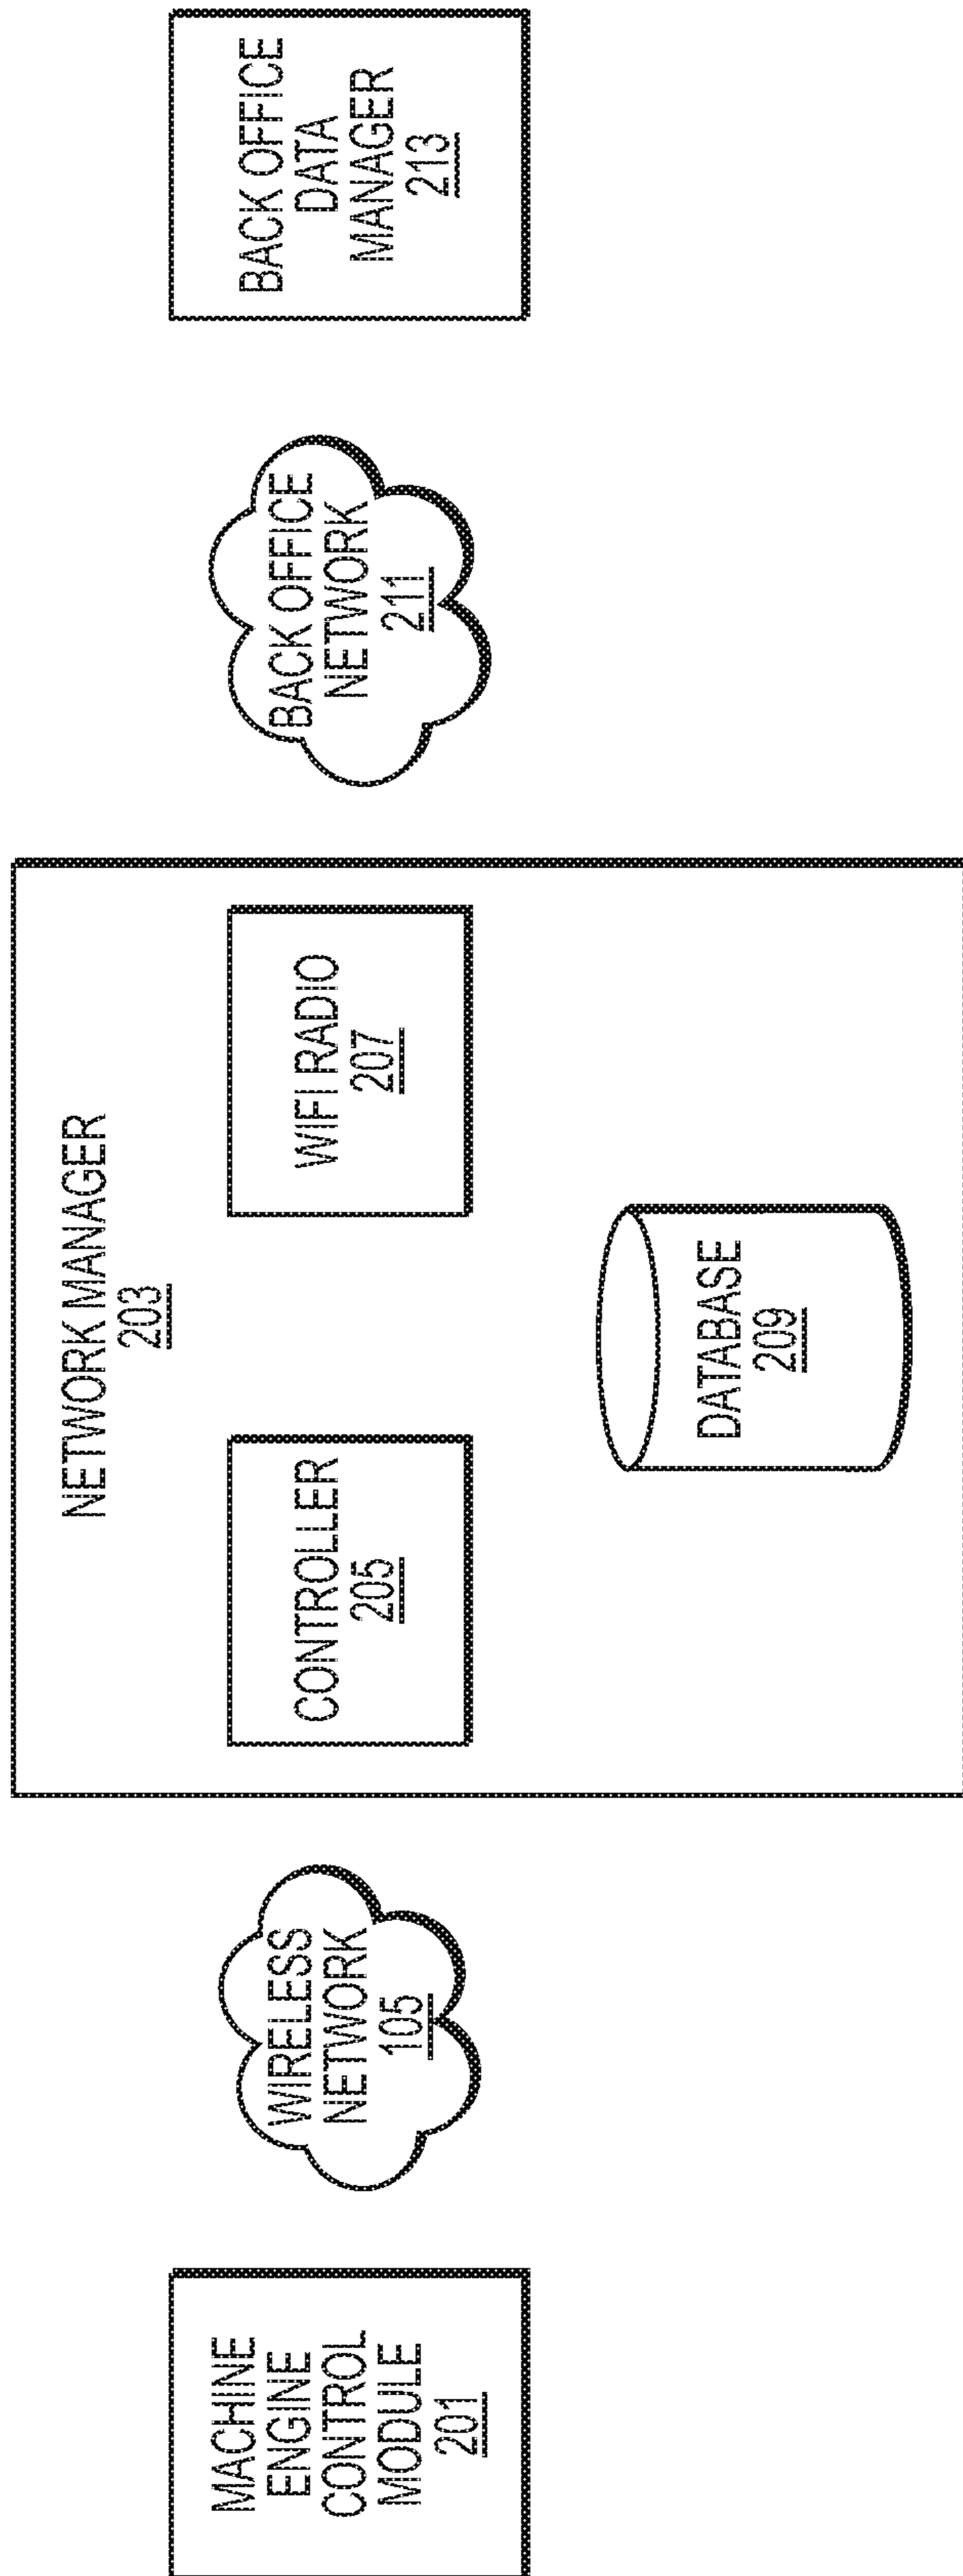 MACHINE
ENGINE
CONTROL
MODULE
201
WIRELESS
NETWORK
105
NETWORK MANAGER
203
CONTROLLER
205
WIFI RADIO
207
DATABASE
209
BACK OFFICE
NETWORK
211
BACK OFFICE
DATA
MANAGER
213